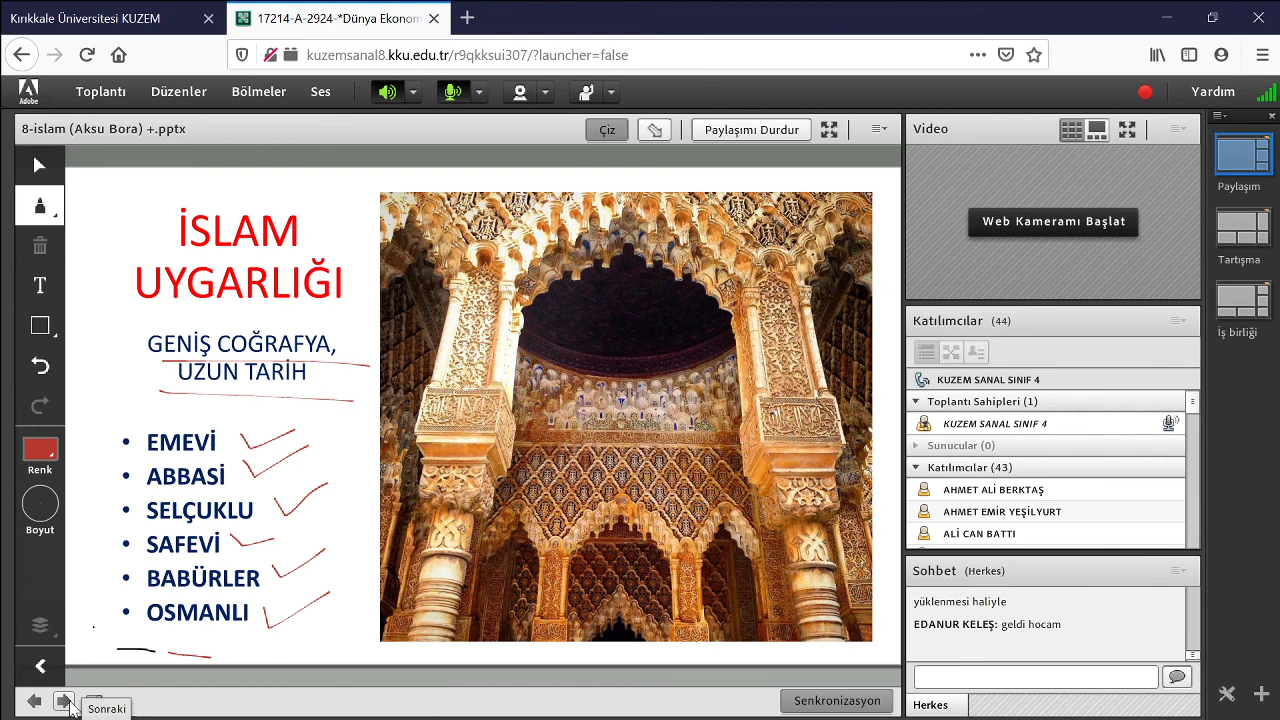 Kırıkkale Üniversitesi KUZEM
17214-A-2924-*Dünya Ekonom
kuzemsanal8.kku.edu.tr/r9qkksui307/?launcher=false
Adobe
Toplantı
Düzenler
Bölmeler
Ses
Yardım
8-islam (Aksu Bora) +.pptx
Çiz
Paylaşımı Durdur
Video
Web Kameramı Başlat
Paylaşım
Tartışma
İş birliği
Renk
Boyut
İSLAM
UYGARLIĞI
GENİŞ COĞRAFYA,
UZUN TARİH
• EMEVİ
• ABBASİ
• SELÇUKLU
• SAFEVİ
• BABÜRLER
• OSMANLI
Katılımcılar (44)
KUZEM SANAL SINIF 4
Toplantı Sahipleri (1)
KUZEM SANAL SINIF 4
Sunucular (0)
Katılımcılar (43)
AHMET ALİ BERKTAŞ
AHMET EMİR YEŞİLYURT
ALİ CAN BATTI
Sohbet (Herkes)
yüklenmesi haliyle
EDANUR KELEŞ: geldi hocam
Herkes
Sonraki
Senkronizasyon